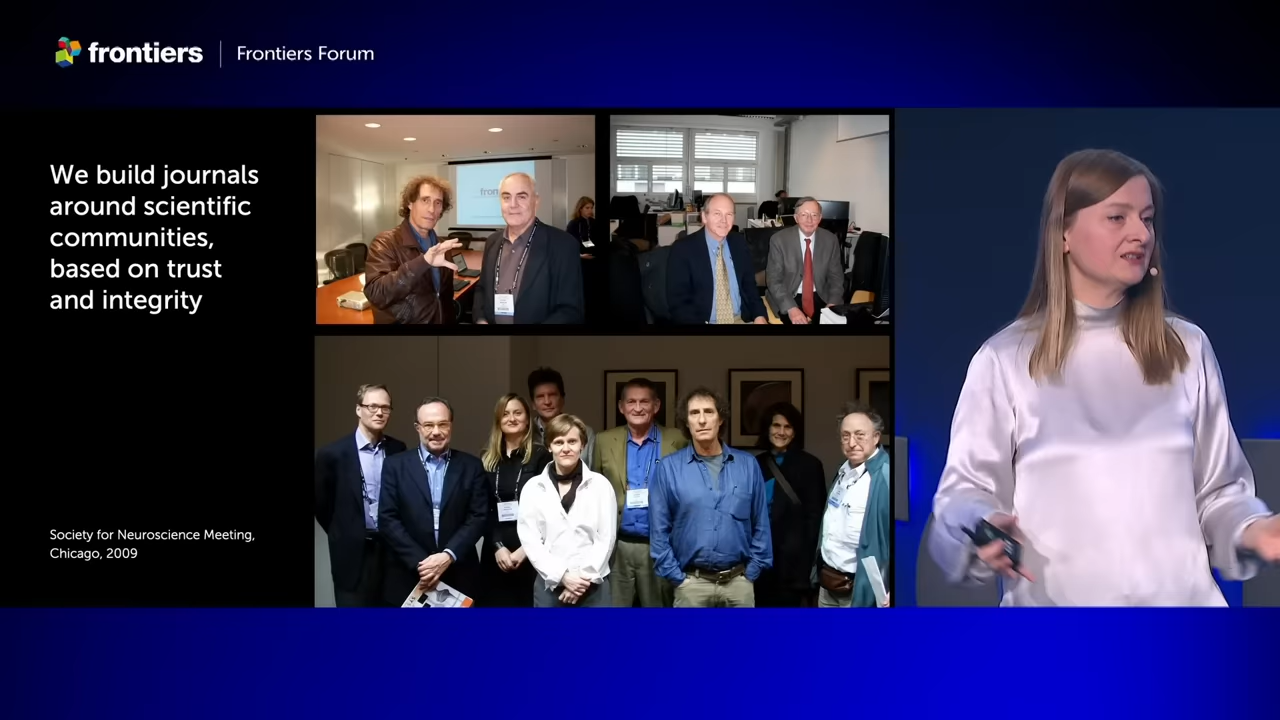 frontiers
Frontiers Forum
We build journals
around scientific
communities,
based on trust
and integrity
Society for Neuroscience Meeting,
Chicago, 2009